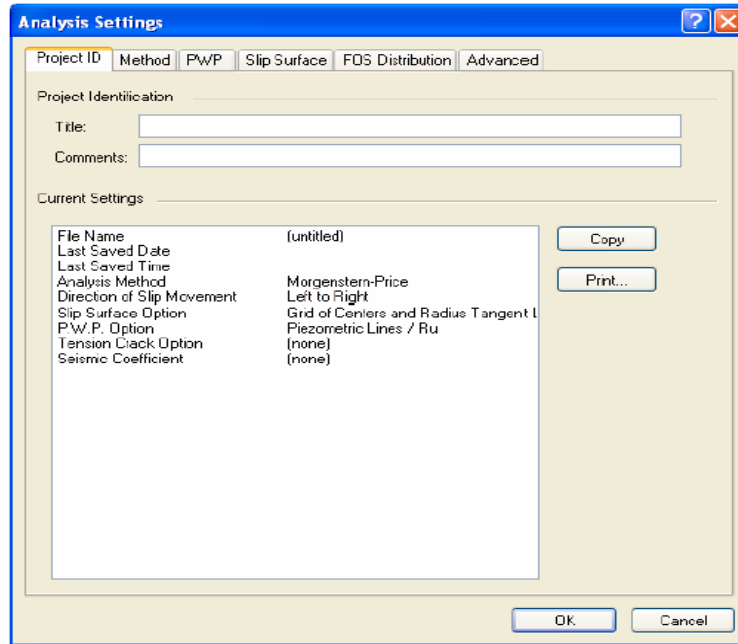 Analysis Settings
Project ID Method PWP Slip Surface FOS Distribution Advanced
Project Identification
Title:
Comments:
Current Settings
File Name (untitled)
Last Saved Date
Last Saved Time
Analysis Method Morgenstern-Price
Direction of Slip Movement Left to Right
Slip Surface Option Grid of Centers and Radius Tangent L
P.W.P. Option Piezometric Lines / Ru
Tension Crack Option (none)
Seismic Coefficient (none)
Copy
Print...
OK Cancel